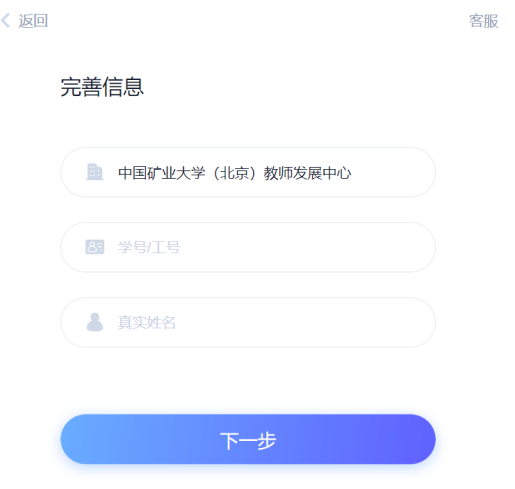 返回
客服
完善信息
中国矿业大学（北京）教师发展中心
学号/工号
真实姓名
下一步